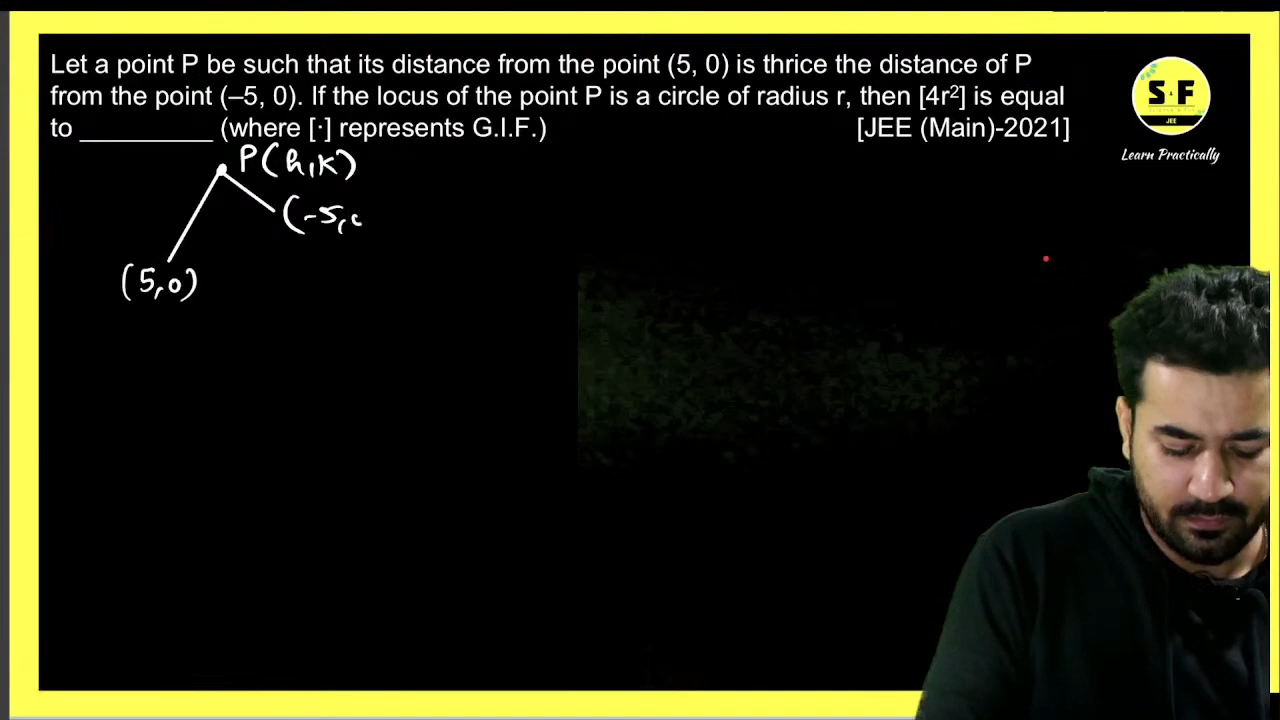 Let a point P be such that its distance from the point (5, 0) is thrice the distance of P
from the point (–5, 0). If the locus of the point P is a circle of radius r, then [4r²] is equal
to _________ (where [·] represents G.I.F.)
[JEE (Main)-2021]
S & F
JEE
Learn Practically
P(h,k)
(-5,
(5,0)